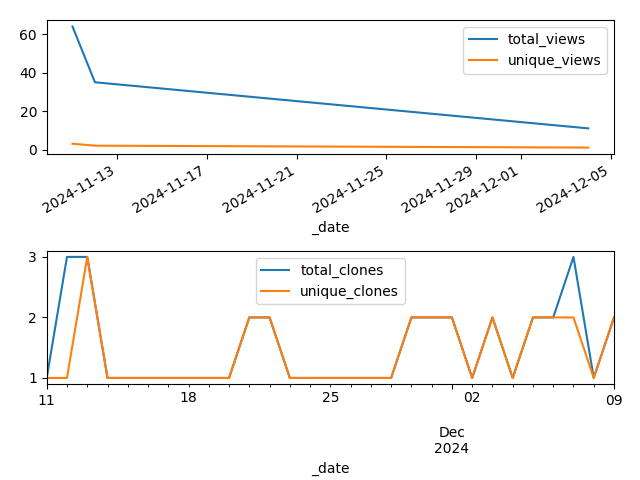 60
40
20
0
total_views
unique_views
2024-11-13
2024-11-17
2024-11-21
2024-11-25
2024-11-29
2024-12-01
2024-12-05
_date
3
2
1
total_clones
unique_clones
11
18
25
02
09
Dec
2024
_date